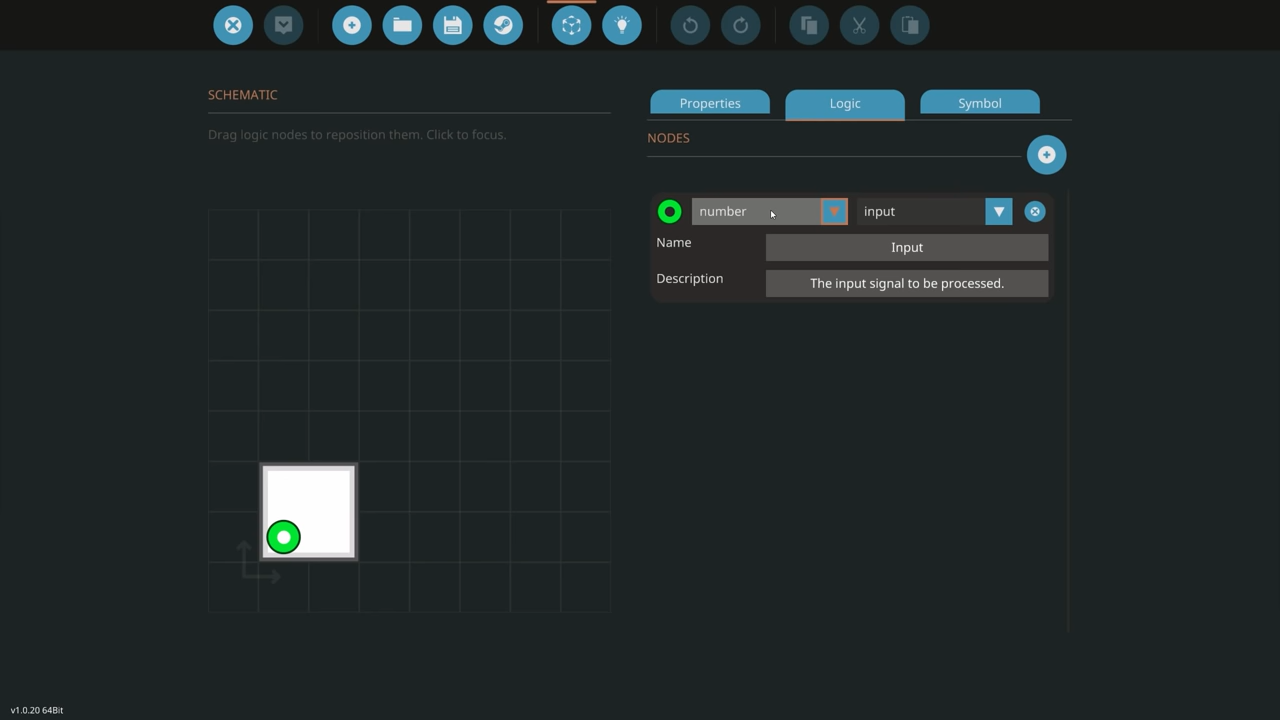 SCHEMATIC
Drag logic nodes to reposition them. Click to focus.
Properties
Logic
Symbol
NODES
number
input
Name
Input
Description
The input signal to be processed.
v1.0.20 64Bit